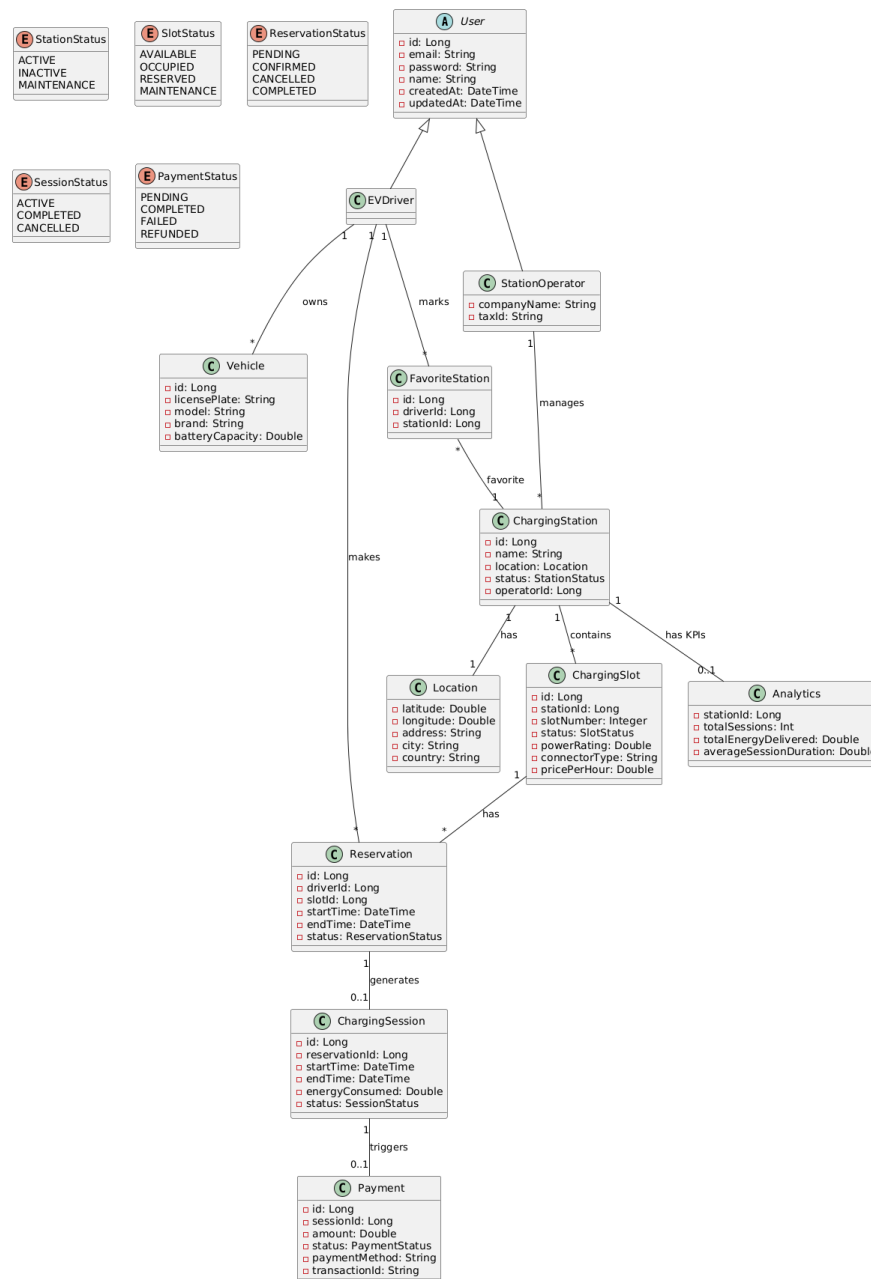 StationStatus
ACTIVE
INACTIVE
MAINTENANCE
SlotStatus
AVAILABLE
OCCUPIED
RESERVED
MAINTENANCE
ReservationStatus
PENDING
CONFIRMED
CANCELLED
COMPLETED
User
id: Long
email: String
password: String
name: String
createdAt: DateTime
updatedAt: DateTime
SessionStatus
ACTIVE
COMPLETED
CANCELLED
PaymentStatus
PENDING
COMPLETED
FAILED
REFUNDED
EVDriver
1
1
1
StationOperator
companyName: String
taxId: String
1
owns
marks
*
*
Vehicle
id: Long
licensePlate: String
model: String
brand: String
batteryCapacity: Double
FavoriteStation
id: Long
driverId: Long
stationId: Long
manages
*
favorite
1
*
makes
ChargingStation
id: Long
name: String
location: Location
status: StationStatus
operatorId: Long
1
1
1
has
contains
has KPIs
1
*
0..1
Location
latitude: Double
longitude: Double
address: String
city: String
country: String
ChargingSlot
id: Long
stationId: Long
slotNumber: Integer
status: SlotStatus
powerRating: Double
connectorType: String
pricePerHour: Double
Analytics
stationId: Long
totalSessions: Int
totalEnergyDelivered: Double
averageSessionDuration: Doubl
1
has
*
*
Reservation
id: Long
driverId: Long
slotId: Long
startTime: DateTime
endTime: DateTime
status: ReservationStatus
1
generates
0..1
ChargingSession
id: Long
reservationId: Long
startTime: DateTime
endTime: DateTime
energyConsumed: Double
status: SessionStatus
1
triggers
0..1
Payment
id: Long
sessionId: Long
amount: Double
status: PaymentStatus
paymentMethod: String
transactionId: String